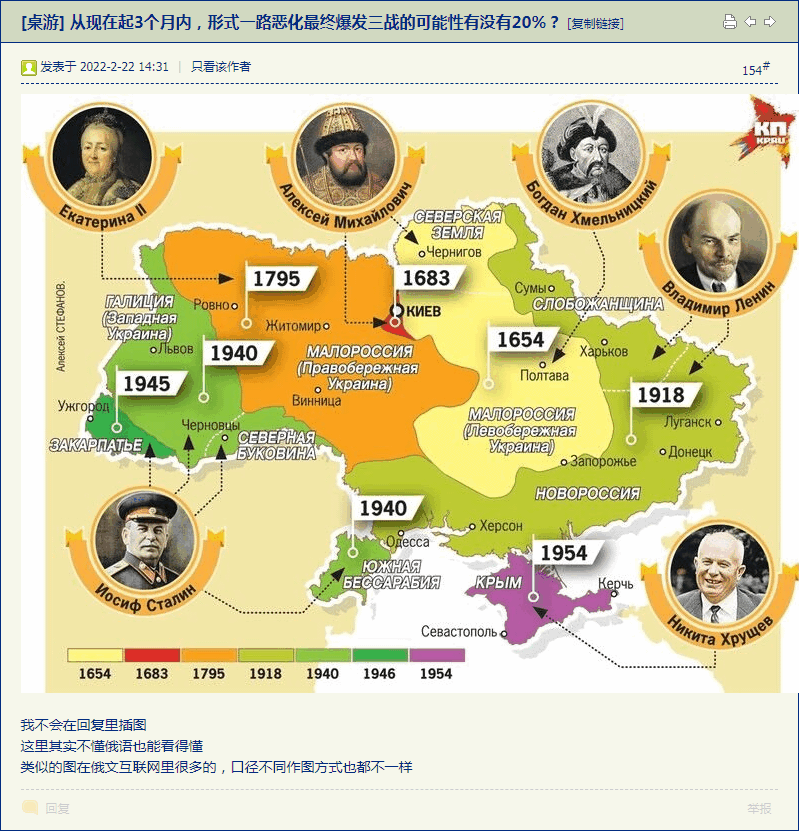 [桌游] 从现在起3个月内，形式一路恶化最终爆发三战的可能性有没有20%？ [复制链接]
发表于 2022-2-22 14:31 | 只看该作者
154#
КП
KP.RU
Екатерина II
Алексей Михайлович
Богдан Хмельницкий
Владимир Ленин
СЕВЕРСКАЯ
ЗЕМЛЯ
Чернигов
1795
1683
Сумы
СЛОБОЖАНЩИНА
Алексей СТЕФАНОВ.
ГАЛИЦИЯ
(Западная
Украина)
Ровно
КИЕВ
Житомир
1654
Харьков
Львов
1940
МАЛОРОССИЯ
(Правобережная
Украина)
Полтава
1945
1918
Винница
Ужгород
Черновцы
МАЛОРОССИЯ
(Левобережная
Украина)
Луганск
ЗАКАРПАТЬЕ
СЕВЕРНАЯ
БУКОВИНА
Донецк
Запорожье
НОВОРОССИЯ
1940
Херсон
Одесса
1954
ЮЖНАЯ
БЕССАРАБИЯ
КРЫМ
Керчь
Иосиф Сталин
Севастополь
Никита Хрущев
1654
1683
1795
1918
1940
1946
1954
我不会在回复里插图
这里其实不懂俄语也能看得懂
类似的图在俄文互联网里很多的，口径不同作图方式也都不一样
回复
举报